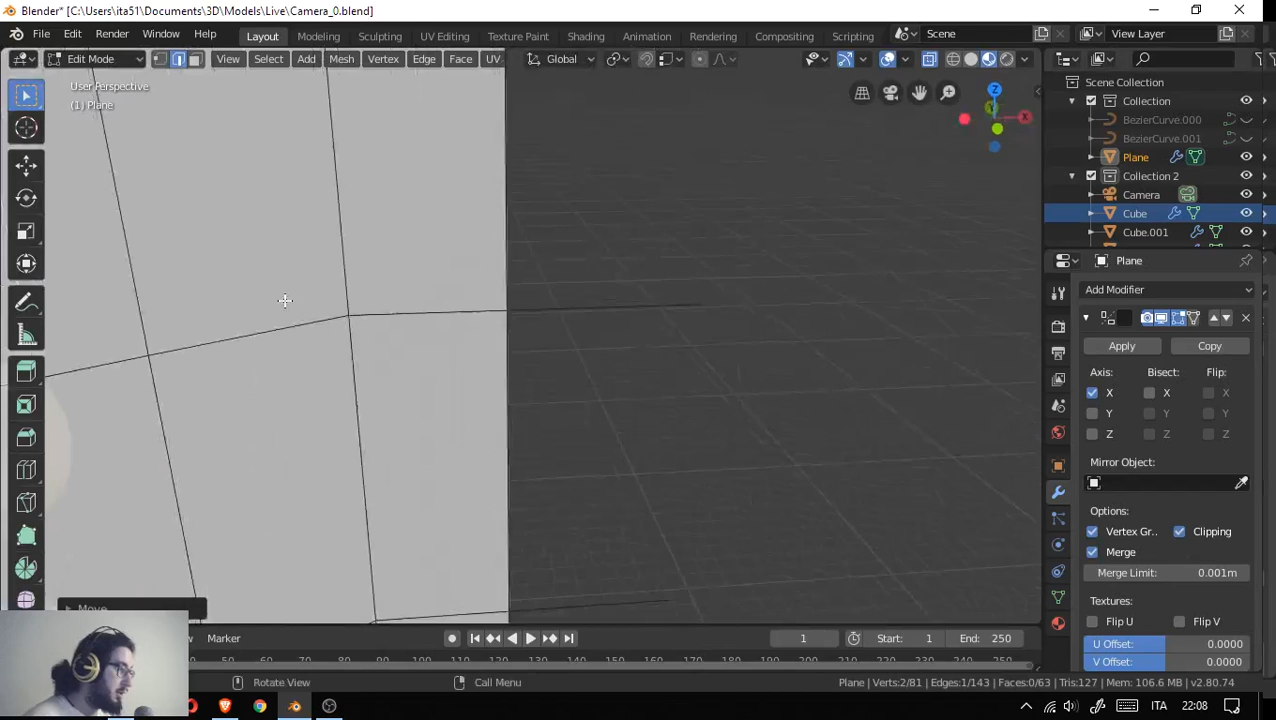 Blender* [C:\Users\ita51\Documents\3D\Models\Live\Camera_0.blend]
File Edit Render Window Help Layout Modeling Sculpting UV Editing Texture Paint Shading Animation Rendering Compositing Scripting Scene View Layer
Edit Mode View Select Add Mesh Vertex Edge Face UV Global
User Perspective
(1) Plane
Z
X
Y
Scene Collection
Collection
BezierCurve.000
BezierCurve.001
Plane
Collection 2
Camera
Cube
Cube.001
Plane
Add Modifier
Apply Copy
Axis: Bisect: Flip:
X X X
Y Y Y
Z Z Z
Mirror Object:
Options:
Vertex Gr.. Clipping
Merge
Merge Limit: 0.001m
Textures:
Flip U Flip V
U Offset: 0.0000
V Offset: 0.0000
Move
Marker 1 Start: 1 End: 250
50 60 70 80 90 100 110 120 130 140 150 160 170 180 190 200 210 220 230 240 250
Rotate View Call Menu Plane | Verts:2/81 | Edges:1/143 | Faces:0/63 | Tris:127 | Mem: 106.6 MB | v2.80.74
ITA 22:08